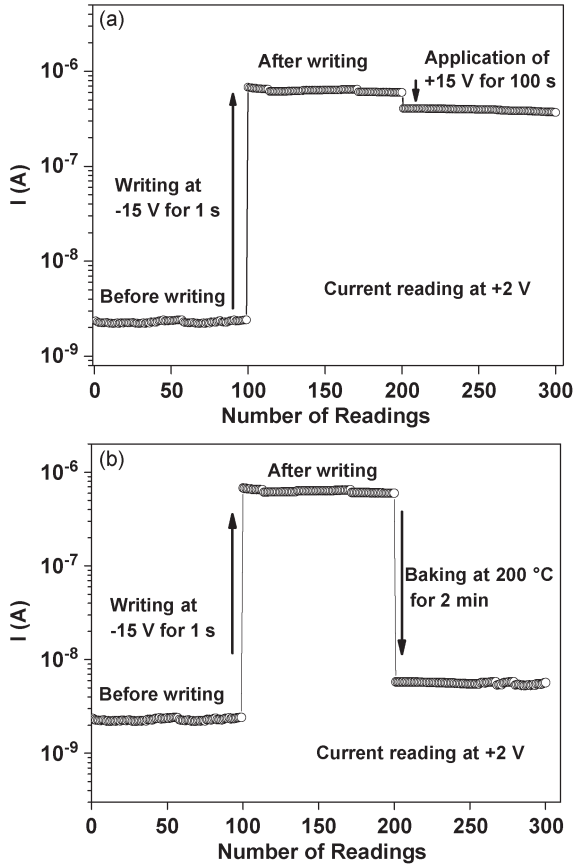 (a)
After writing
Application of
+15 V for 100 s
Writing at
-15 V for 1 s
Before writing
Current reading at +2 V
10⁻⁶
10⁻⁷
10⁻⁸
10⁻⁹
I (A)
0 50 100 150 200 250 300
Number of Readings
(b)
After writing
Baking at 200 °C
for 2 min
Writing at
-15 V for 1 s
Before writing
Current reading at +2 V
10⁻⁶
10⁻⁷
10⁻⁸
10⁻⁹
I (A)
0 50 100 150 200 250 300
Number of Readings